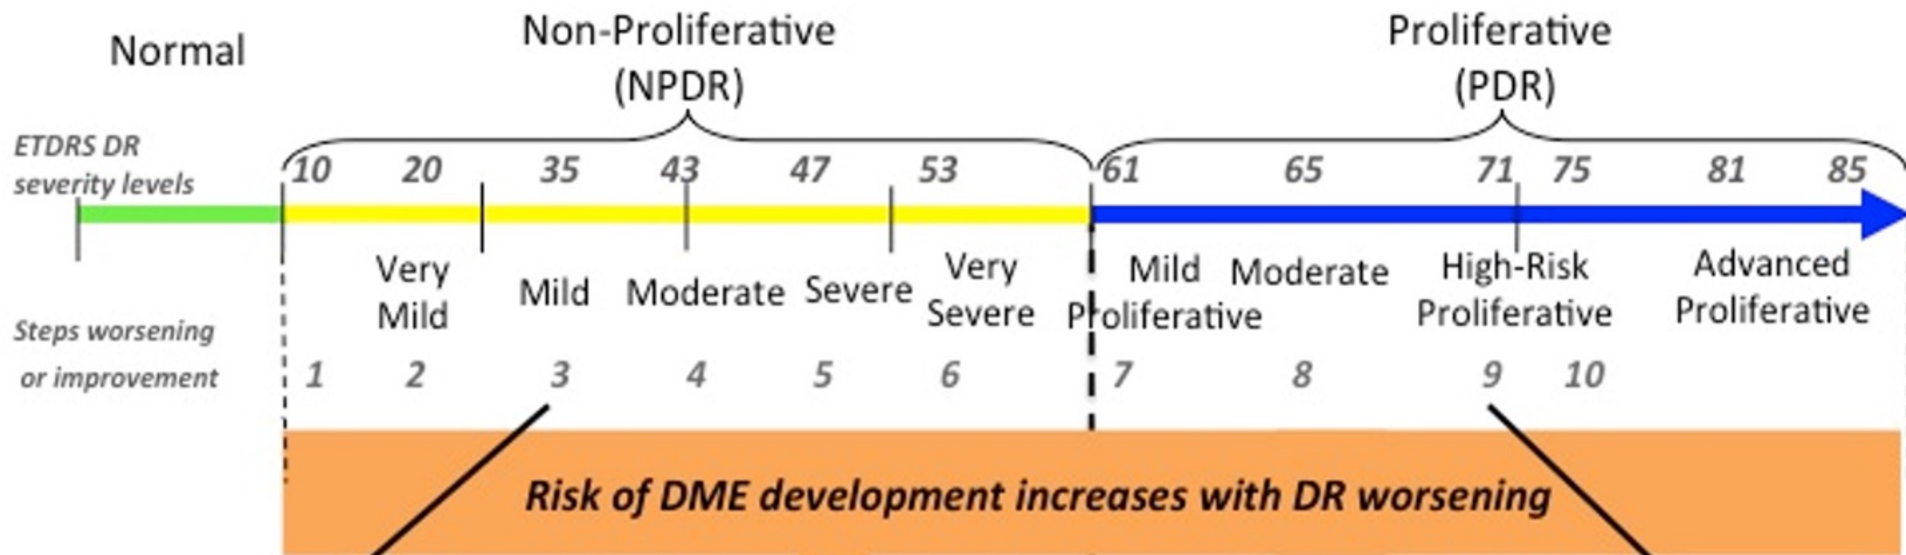 Normal
Non-Proliferative
(NPDR)
Proliferative
(PDR)
ETDRS DR
severity levels
10 20 35 43 47 53 61 65 71 75 81 85
Very
Mild
Mild
Moderate
Severe
Very
Severe
Mild
Proliferative
Moderate
High-Risk
Proliferative
Advanced
Proliferative
Steps worsening
or improvement
1 2 3 4 5 6 7 8 9 10
Risk of DME development increases with DR worsening